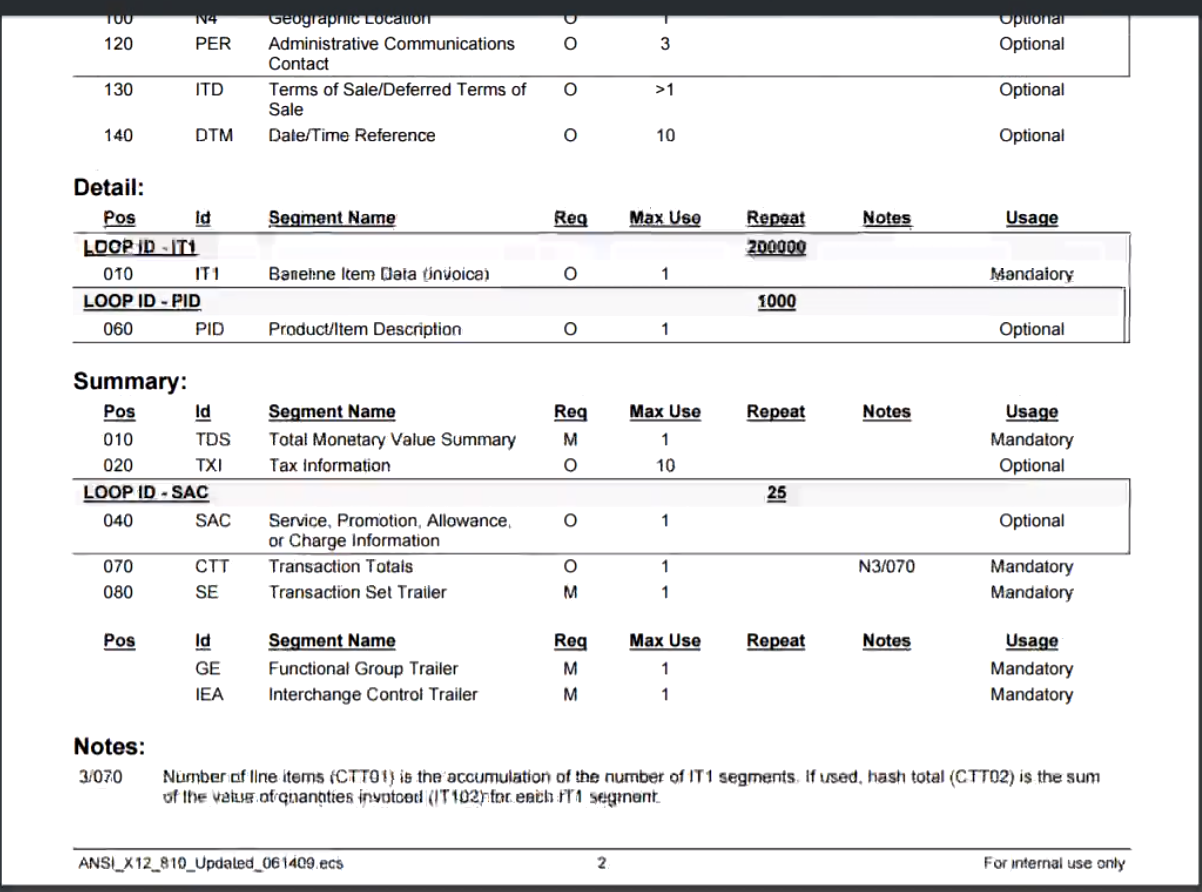 100 N4 Geographic Location O 1 Optional
120 PER Administrative Communications O 3 Optional
Contact
130 ITD Terms of Sale/Deferred Terms of O >1 Optional
Sale
140 DTM Date/Time Reference O 10 Optional
Detail:
Pos Id Segment Name Req Max Use Repeat Notes Usage
LOOP ID - IT1 200000
010 IT1 Baseline Item Data (Invoice) O 1 Mandatory
LOOP ID - PID 1000
060 PID Product/Item Description O 1 Optional
Summary:
Pos Id Segment Name Req Max Use Repeat Notes Usage
010 TDS Total Monetary Value Summary M 1 Mandatory
020 TXI Tax Information O 10 Optional
LOOP ID - SAC 25
040 SAC Service, Promotion, Allowance, O 1 Optional
or Charge Information
070 CTT Transaction Totals O 1 N3/070 Mandatory
080 SE Transaction Set Trailer M 1 Mandatory
Pos Id Segment Name Req Max Use Repeat Notes Usage
GE Functional Group Trailer M 1 Mandatory
IEA Interchange Control Trailer M 1 Mandatory
Notes:
3/070 Number of line items (CTT01) is the accumulation of the number of IT1 segments. If used, hash total (CTT02) is the sum
of the value of quantities invoiced (IT102) for each IT1 segment.
ANSI_X12_810_Updated_061409.ecs 2 For internal use only